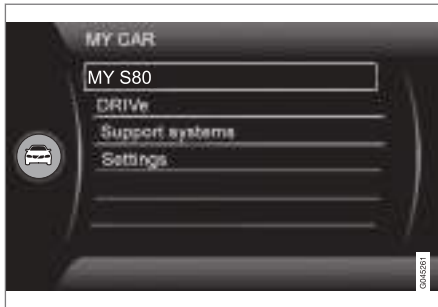 MY CAR
MY S80
DRIVe
Support systems
Settings
G045261